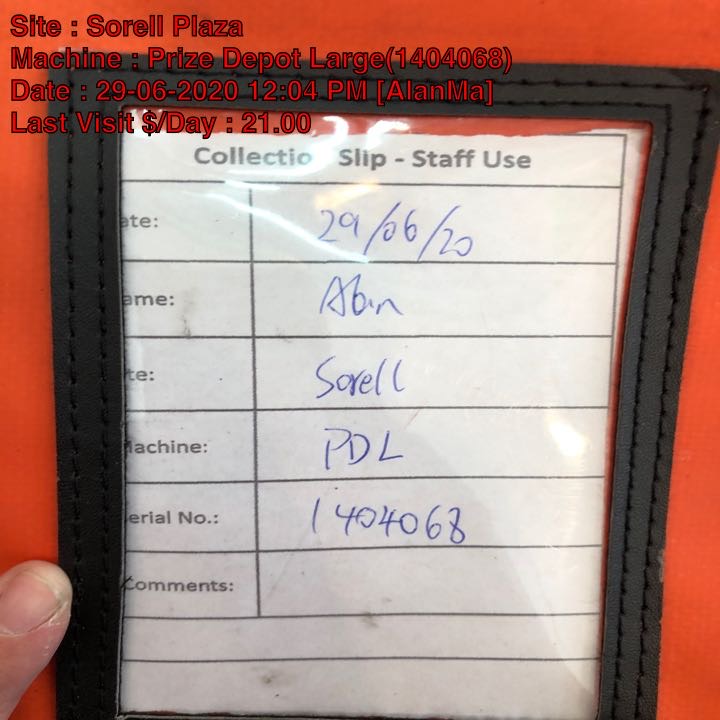 Site : Sorell Plaza
Machine : Prize Depot Large(1404068)
Date : 29-06-2020 12:04 PM [AlanMa]
Last Visit $/Day : 21.00
Collectio Slip - Staff Use
ate: 29/06/20
ame: Alan
te: Sorell
achine: PDL
erial No.: 1404068
Comments: